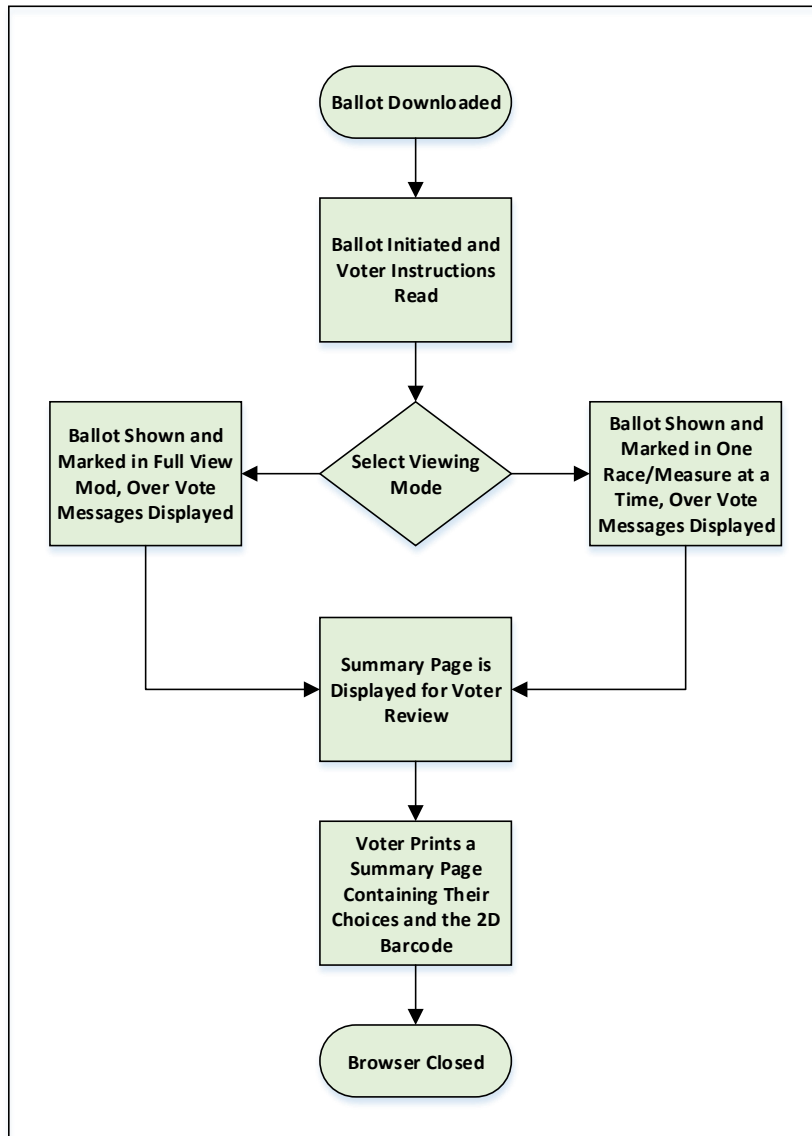 Ballot Downloaded
Ballot Initiated and
Voter Instructions
Read
Select Viewing
Mode
Ballot Shown and
Marked in Full View
Mod, Over Vote
Messages Displayed
Ballot Shown and
Marked in One
Race/Measure at a
Time, Over Vote
Messages Displayed
Summary Page is
Displayed for Voter
Review
Voter Prints a
Summary Page
Containing Their
Choices and the 2D
Barcode
Browser Closed